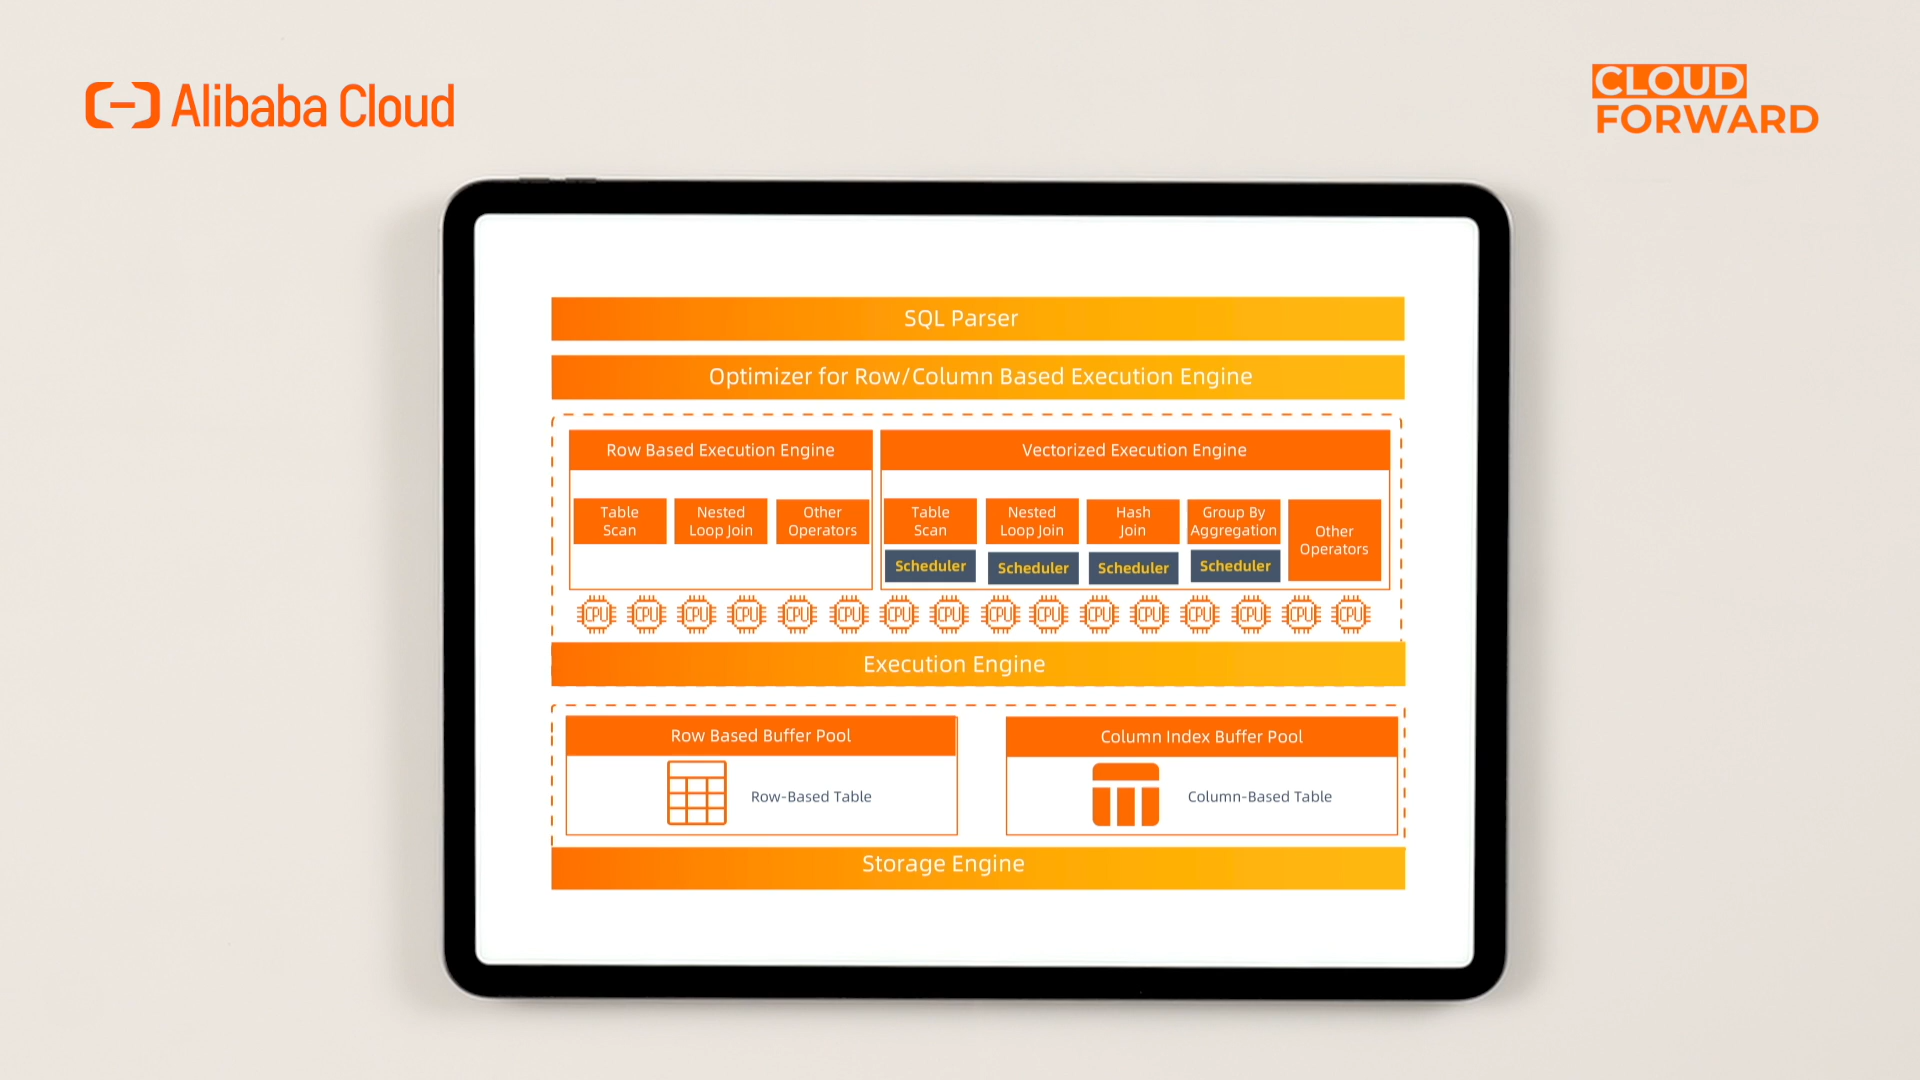 Alibaba Cloud
CLOUD
FORWARD
SQL Parser
Optimizer for Row/Column Based Execution Engine
Row Based Execution Engine
Vectorized Execution Engine
Table
Scan
Nested
Loop Join
Other
Operators
Table
Scan
Nested
Loop Join
Hash
Join
Group By
Aggregation
Other
Operators
Scheduler
Scheduler
Scheduler
Scheduler
CPU CPU CPU CPU CPU CPU CPU CPU CPU CPU CPU CPU CPU CPU CPU CPU
Execution Engine
Row Based Buffer Pool
Column Index Buffer Pool
Row-Based Table
Column-Based Table
Storage Engine